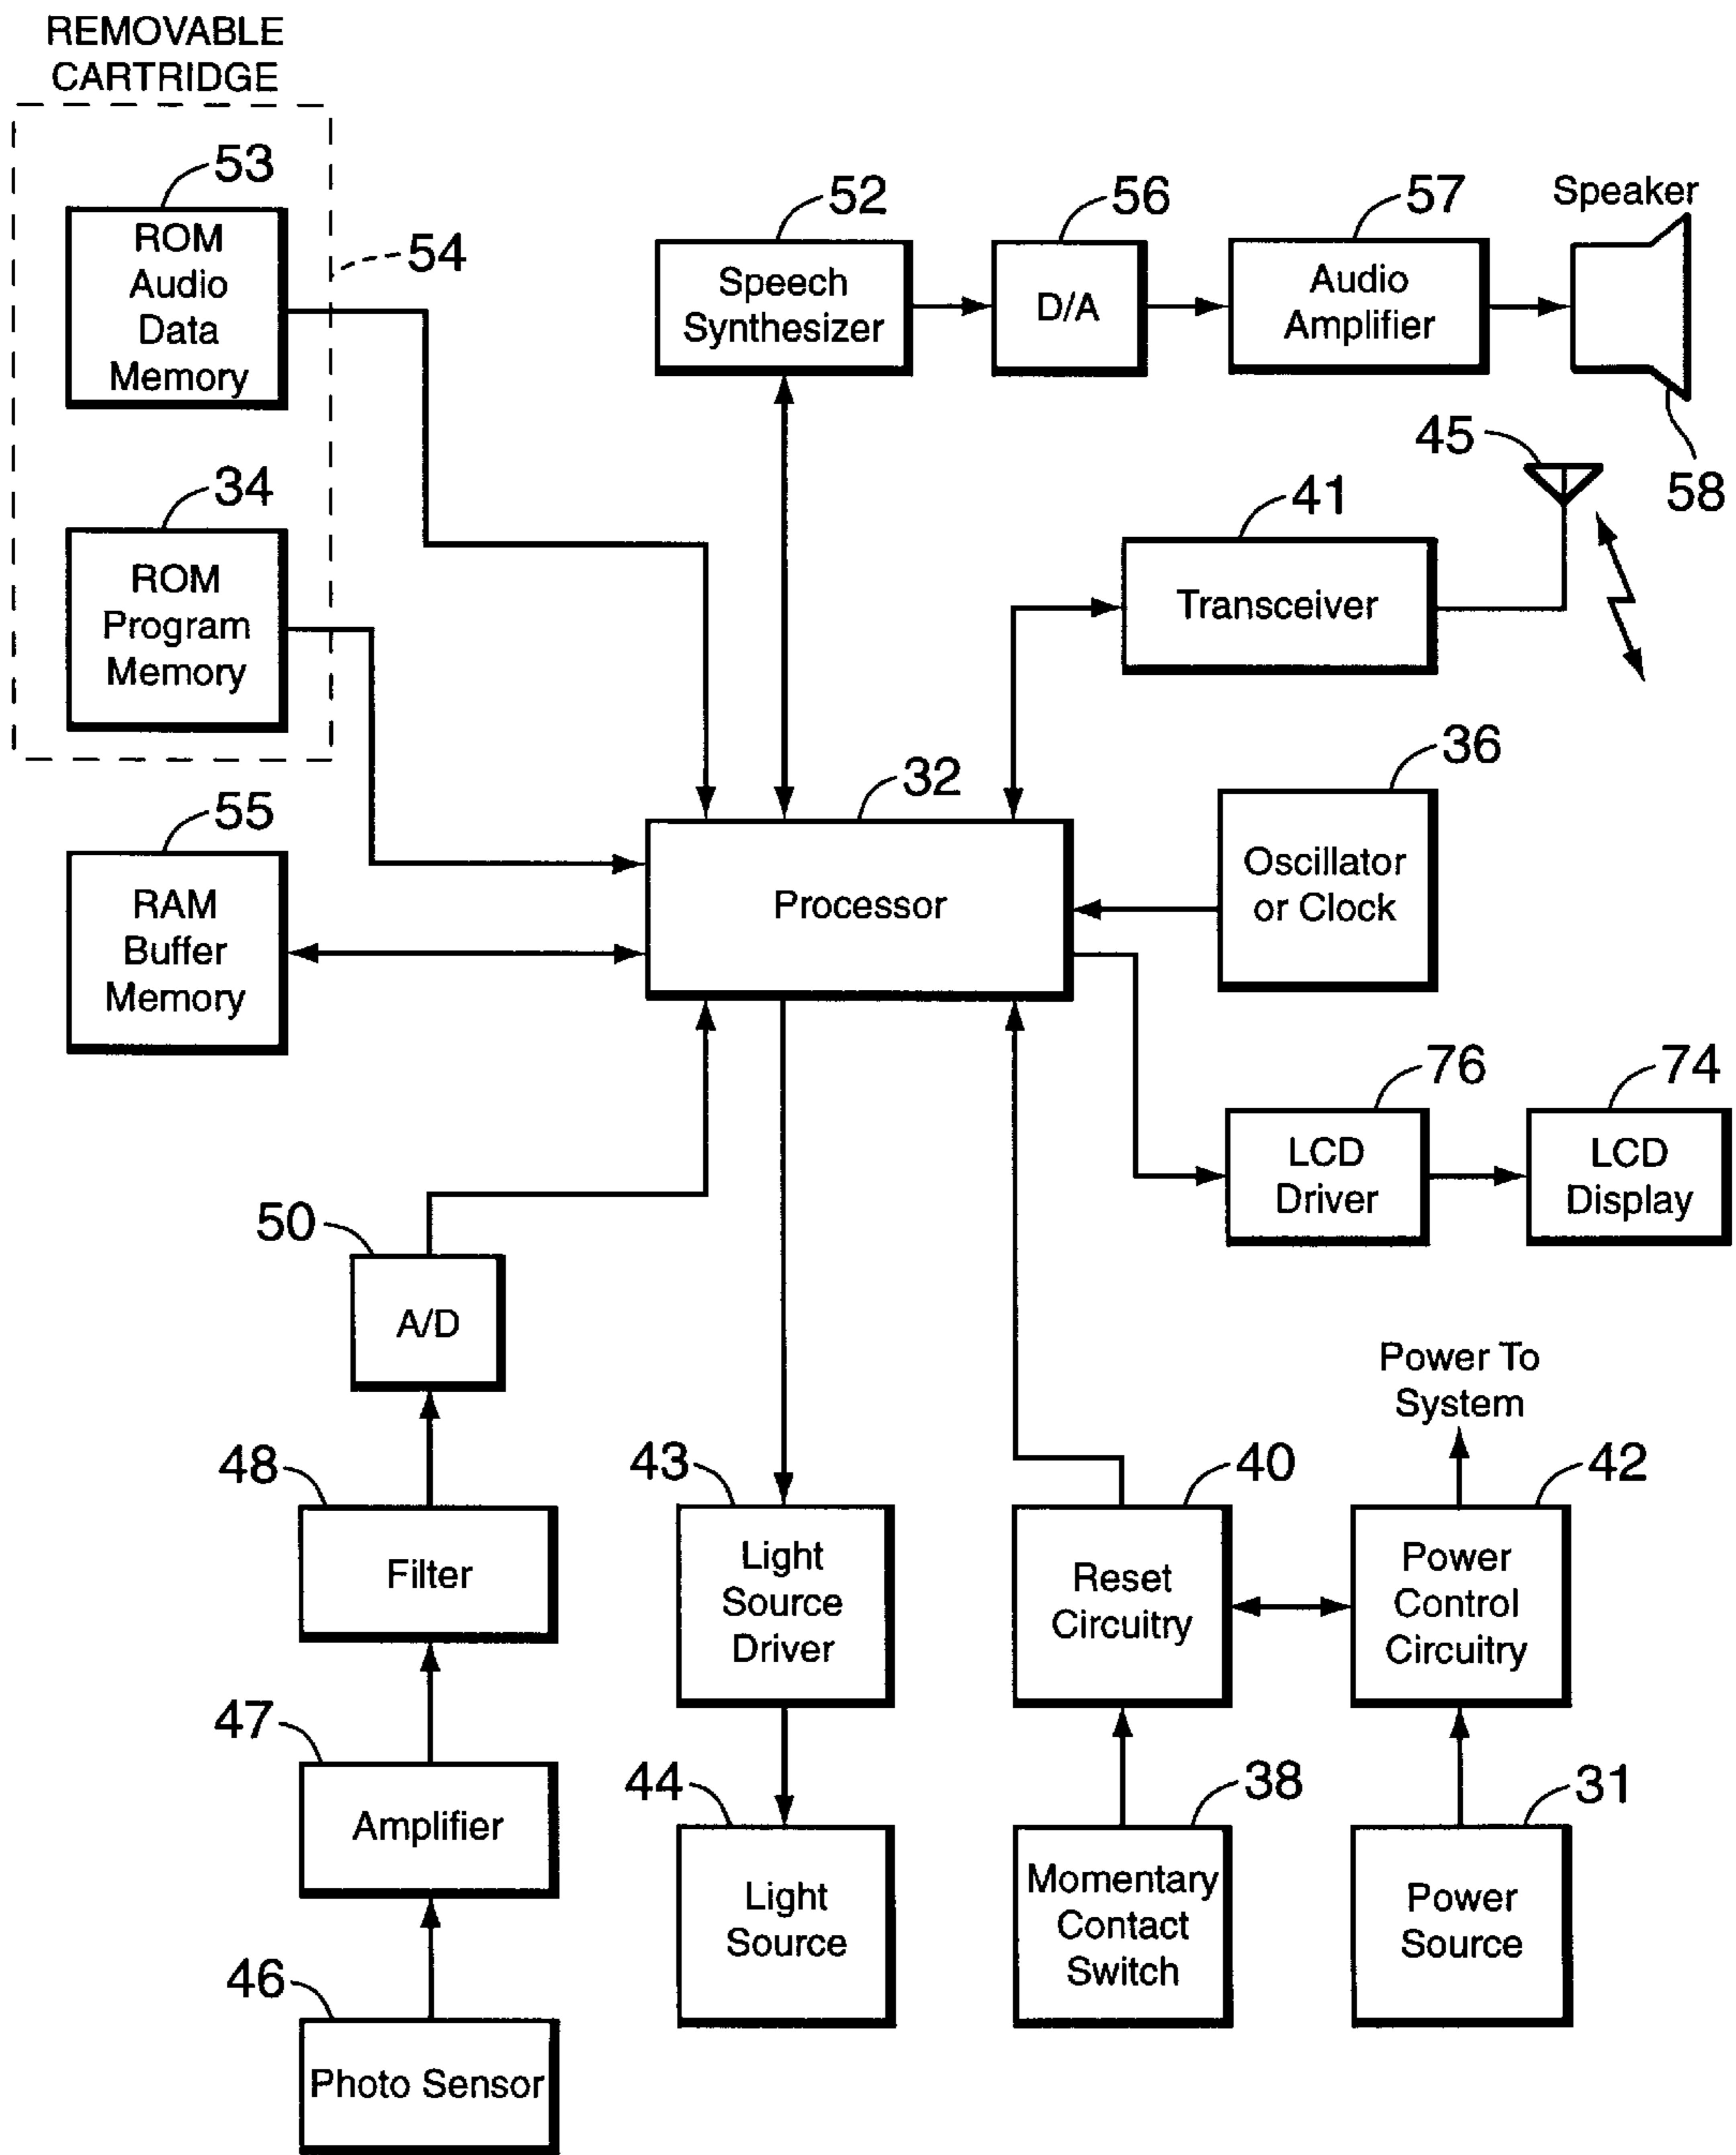 REMOVABLE
CARTRIDGE
53
ROM
Audio
Data
Memory
54
34
ROM
Program
Memory
55
RAM
Buffer
Memory
52
Speech
Synthesizer
56
D/A
57
Audio
Amplifier
Speaker
58
45
41
Transceiver
32
Processor
36
Oscillator
or Clock
76
LCD
Driver
74
LCD
Display
50
A/D
48
Filter
47
Amplifier
46
Photo Sensor
43
Light
Source
Driver
44
Light
Source
40
Reset
Circuitry
38
Momentary
Contact
Switch
Power To
System
42
Power
Control
Circuitry
31
Power
Source